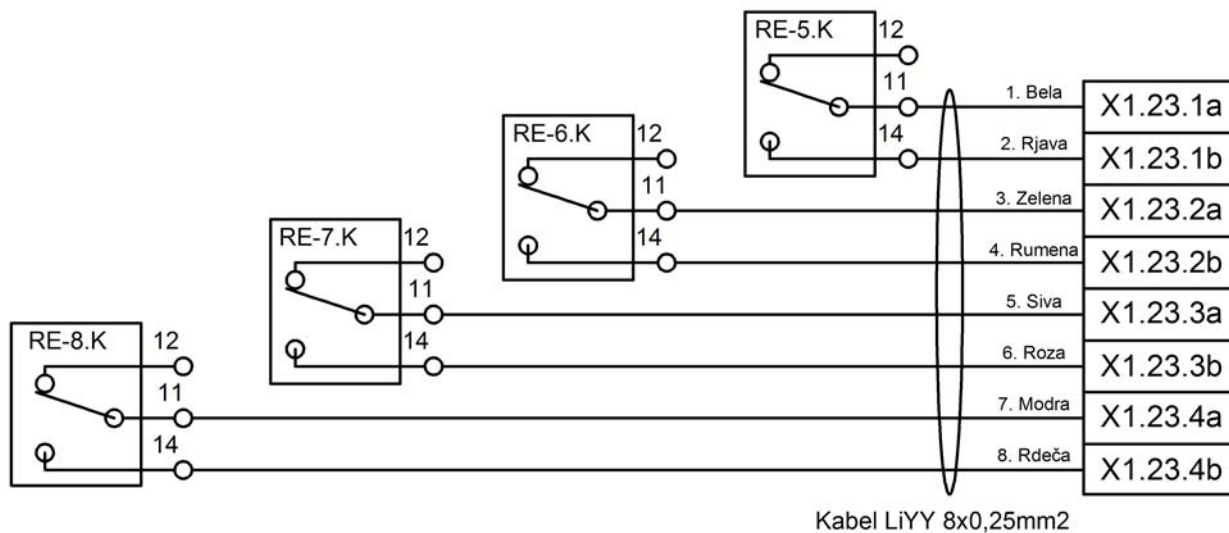 RE-5.K
12
11
14
RE-6.K
12
11
14
RE-7.K
12
11
14
RE-8.K
12
11
14
1. Bela
X1.23.1a
2. Rjava
X1.23.1b
3. Zelena
X1.23.2a
4. Rumena
X1.23.2b
5. Siva
X1.23.3a
6. Roza
X1.23.3b
7. Modra
X1.23.4a
8. Rdeča
X1.23.4b
Kabel LiYY 8x0,25mm2